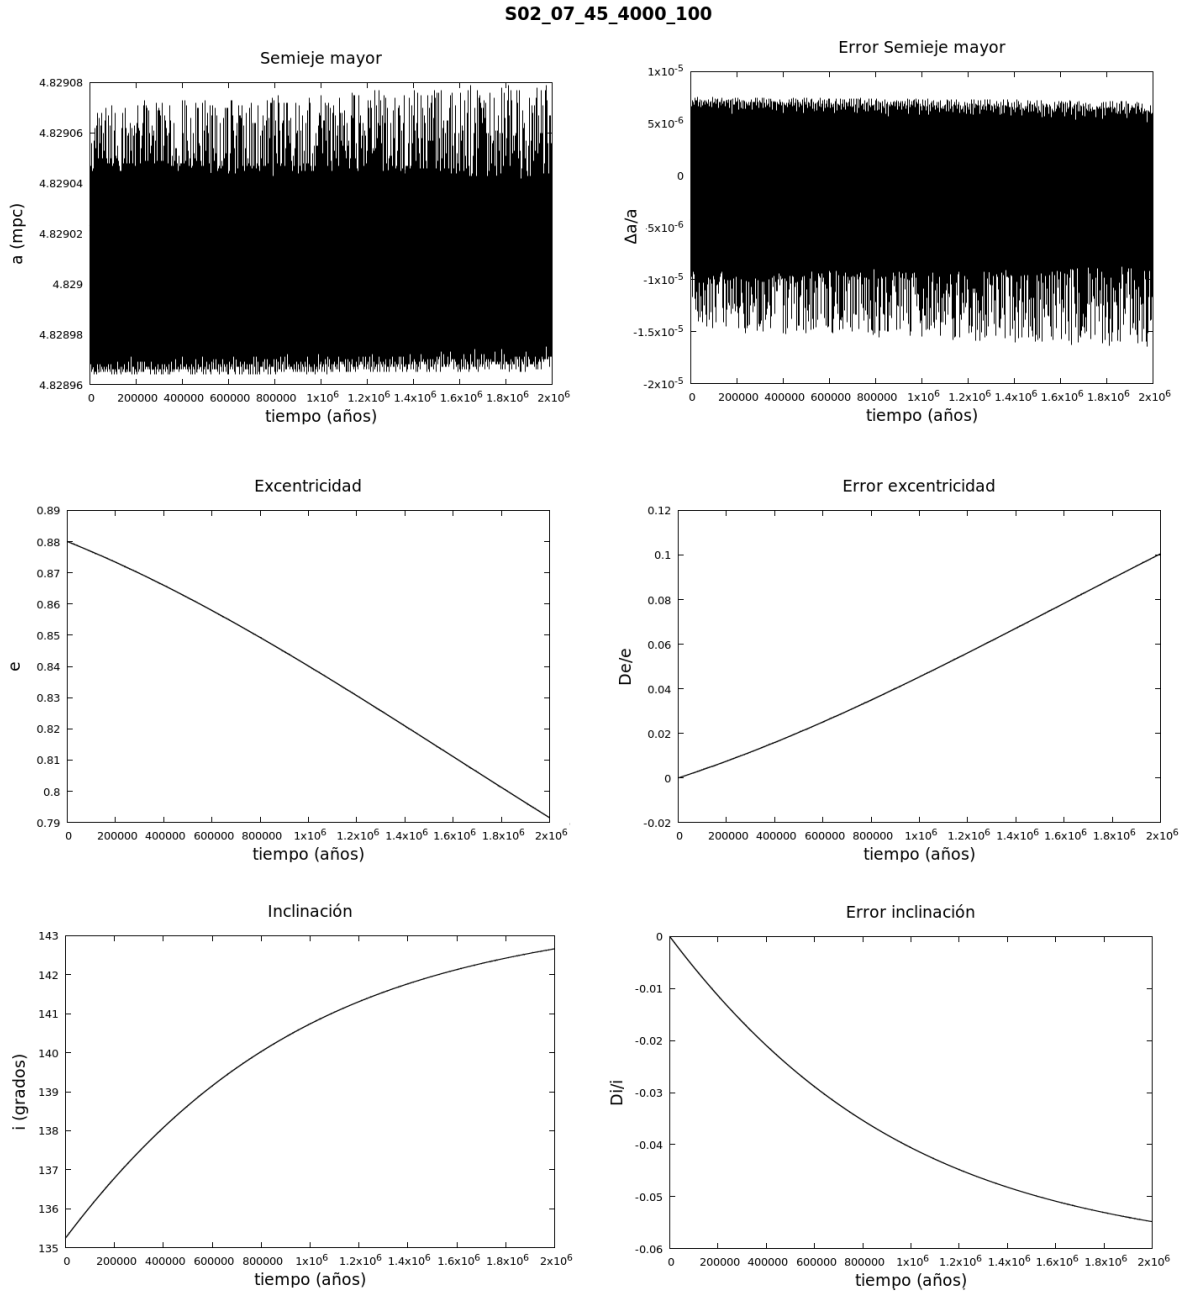 S02_07_45_4000_100
Semieje mayor
4.82908
4.82906
4.82904
4.82902
4.829
4.82898
4.82896
a (mpc)
0 200000 400000 600000 800000 1x10^6 1.2x10^6 1.4x10^6 1.6x10^6 1.8x10^6 2x10^6
tiempo (años)
Error Semieje mayor
1x10^-5
5x10^-6
0
-5x10^-6
-1x10^-5
-1.5x10^-5
-2x10^-5
Δa/a
0 200000 400000 600000 800000 1x10^6 1.2x10^6 1.4x10^6 1.6x10^6 1.8x10^6 2x10^6
tiempo (años)
Excentricidad
0.89
0.88
0.87
0.86
0.85
0.84
0.83
0.82
0.81
0.8
0.79
e
0 200000 400000 600000 800000 1x10^6 1.2x10^6 1.4x10^6 1.6x10^6 1.8x10^6 2x10^6
tiempo (años)
Error excentricidad
0.12
0.1
0.08
0.06
0.04
0.02
0
-0.02
De/e
0 200000 400000 600000 800000 1x10^6 1.2x10^6 1.4x10^6 1.6x10^6 1.8x10^6 2x10^6
tiempo (años)
Inclinación
143
142
141
140
139
138
137
136
135
i (grados)
0 200000 400000 600000 800000 1x10^6 1.2x10^6 1.4x10^6 1.6x10^6 1.8x10^6 2x10^6
tiempo (años)
Error inclinación
0
-0.01
-0.02
-0.03
-0.04
-0.05
-0.06
Di/i
0 200000 400000 600000 800000 1x10^6 1.2x10^6 1.4x10^6 1.6x10^6 1.8x10^6 2x10^6
tiempo (años)